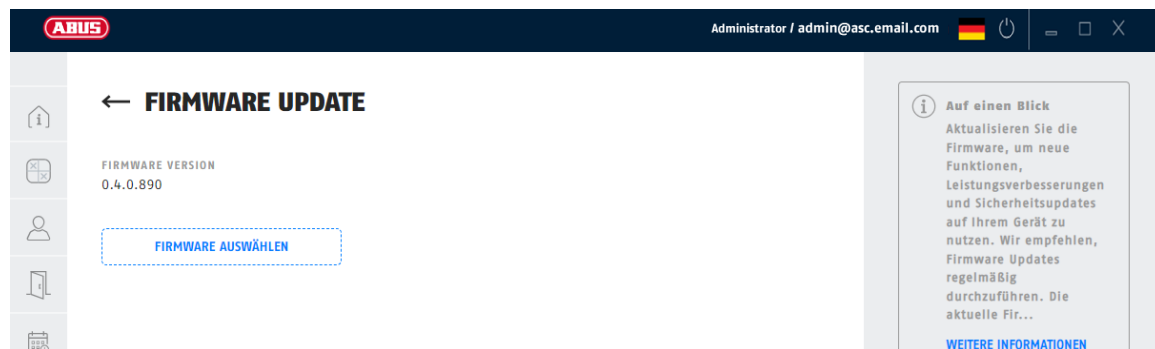 ABUS
Administrator / admin@asc.email.com
← FIRMWARE UPDATE
FIRMWARE VERSION
0.4.0.890
FIRMWARE AUSWÄHLEN
Auf einen Blick
Aktualisieren Sie die
Firmware, um neue
Funktionen,
Leistungsverbesserungen
und Sicherheitsupdates
auf Ihrem Gerät zu
nutzen. Wir empfehlen,
Firmware Updates
regelmäßig
durchzuführen. Die
aktuelle Fir...
WEITERE INFORMATIONEN